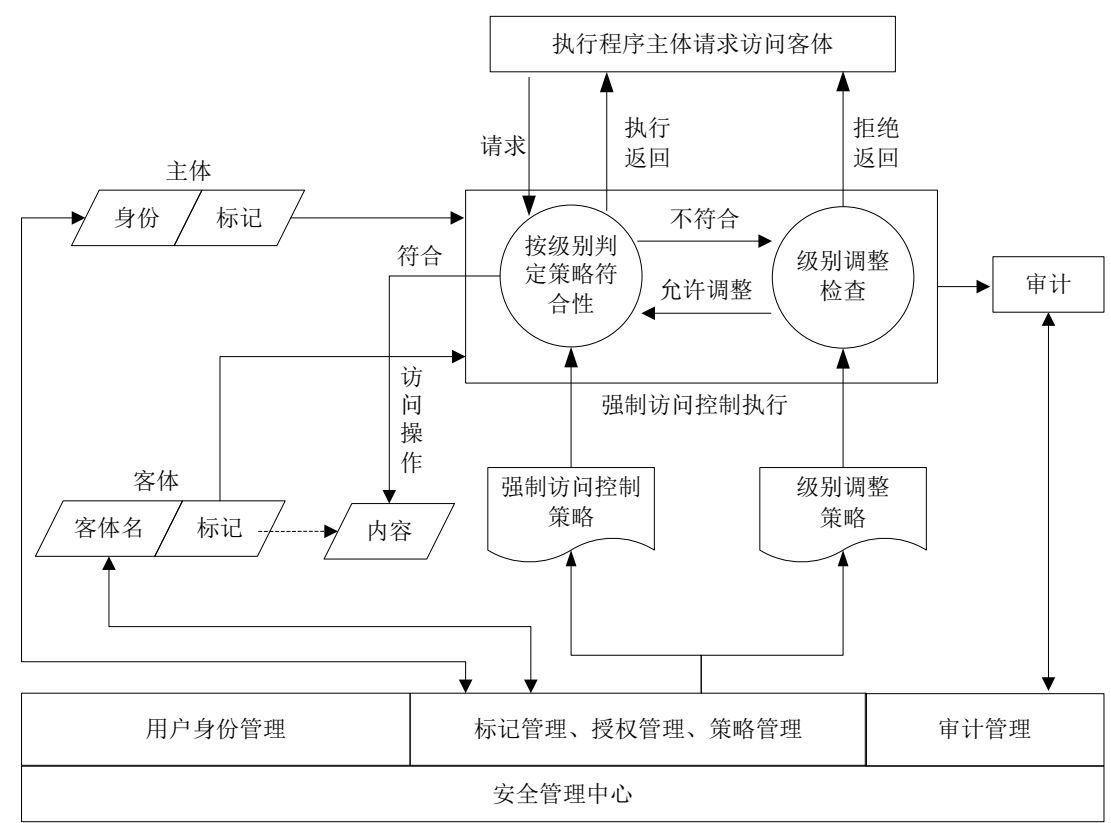 执行程序主体请求访问客体
请求
执行
返回
拒绝
返回
主体
身份
标记
符合
按级别判
定策略符
合性
不符合
允许调整
级别调整
检查
审计
访
问
操
作
强制访问控制执行
客体
客体名
标记
内容
强制访问控制
策略
级别调整
策略
用户身份管理
标记管理、授权管理、策略管理
审计管理
安全管理中心